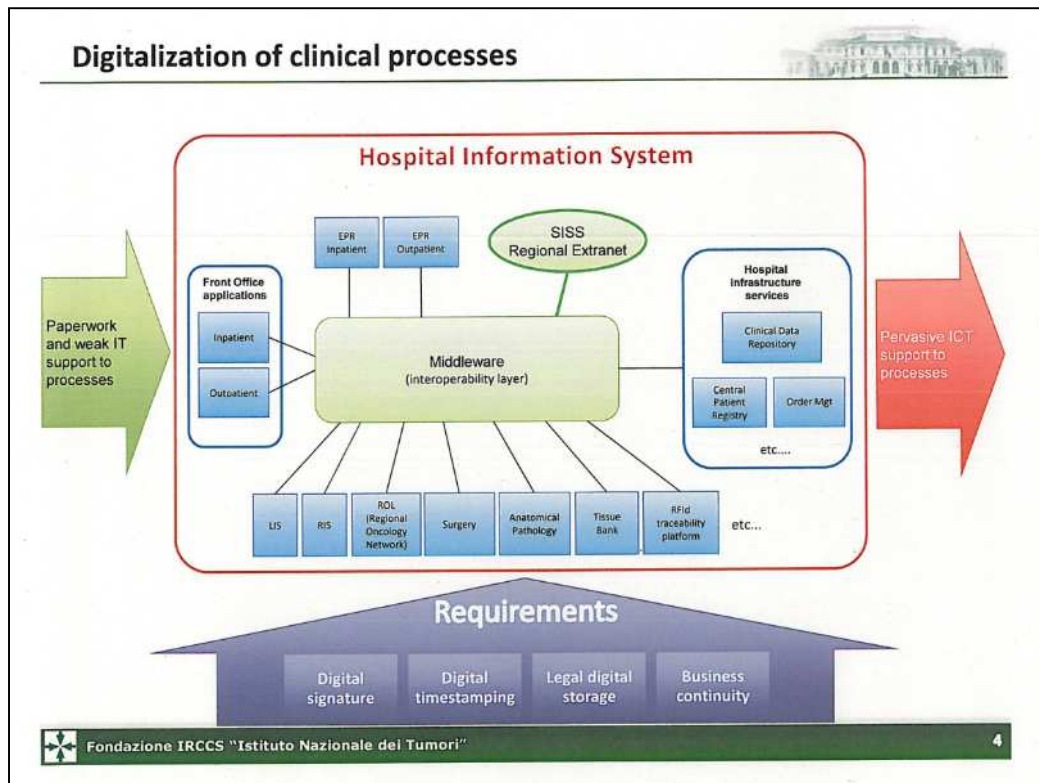 Digitalization of clinical processes
Hospital Information System
EPR
Inpatient
EPR
Outpatient
SISS
Regional Extranet
Front Office
applications
Inpatient
Outpatient
Hospital
Infrastructure
services
Clinical Data
Repository
Central
Patient
Registry
Order Mgt
etc....
Paperwork
and weak IT
support to
processes
Middleware
(interoperability layer)
Pervasive ICT
support to
processes
LIS
RIS
ROL
(Regional
Oncology
Network)
Surgery
Anatomical
Pathology
Tissue
Bank
RFId
traceability
platform
etc...
Requirements
Digital
signature
Digital
timestamping
Legal digital
storage
Business
continuity
Fondazione IRCCS "Istituto Nazionale dei Tumori"
4